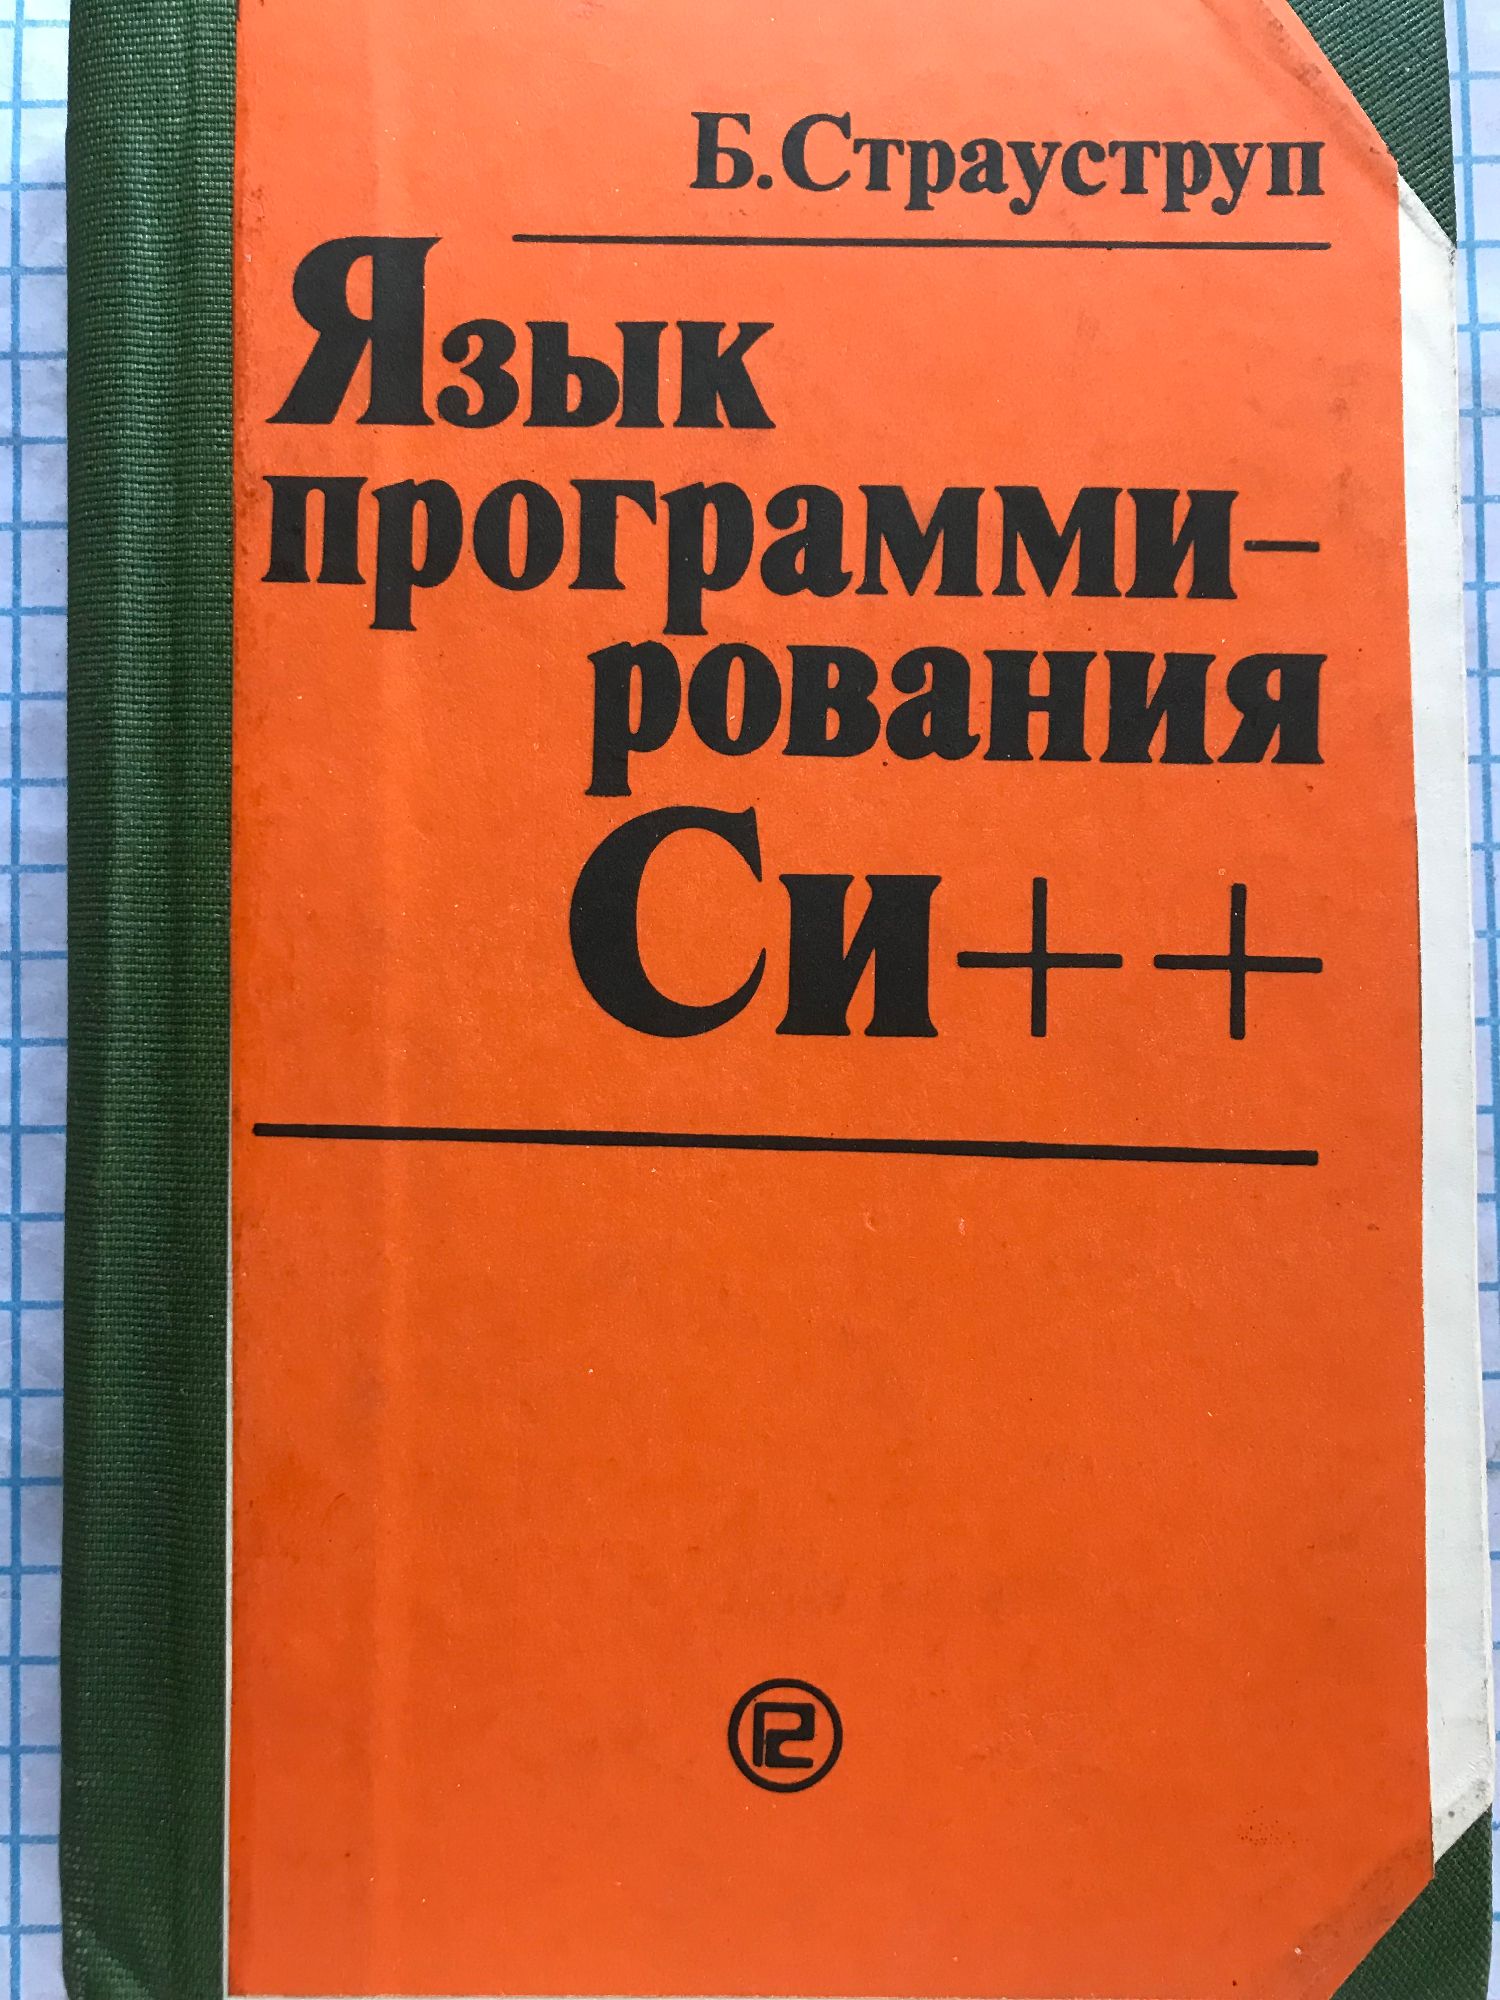 Б.Страуструп
Язык
программи-
рования
Си++